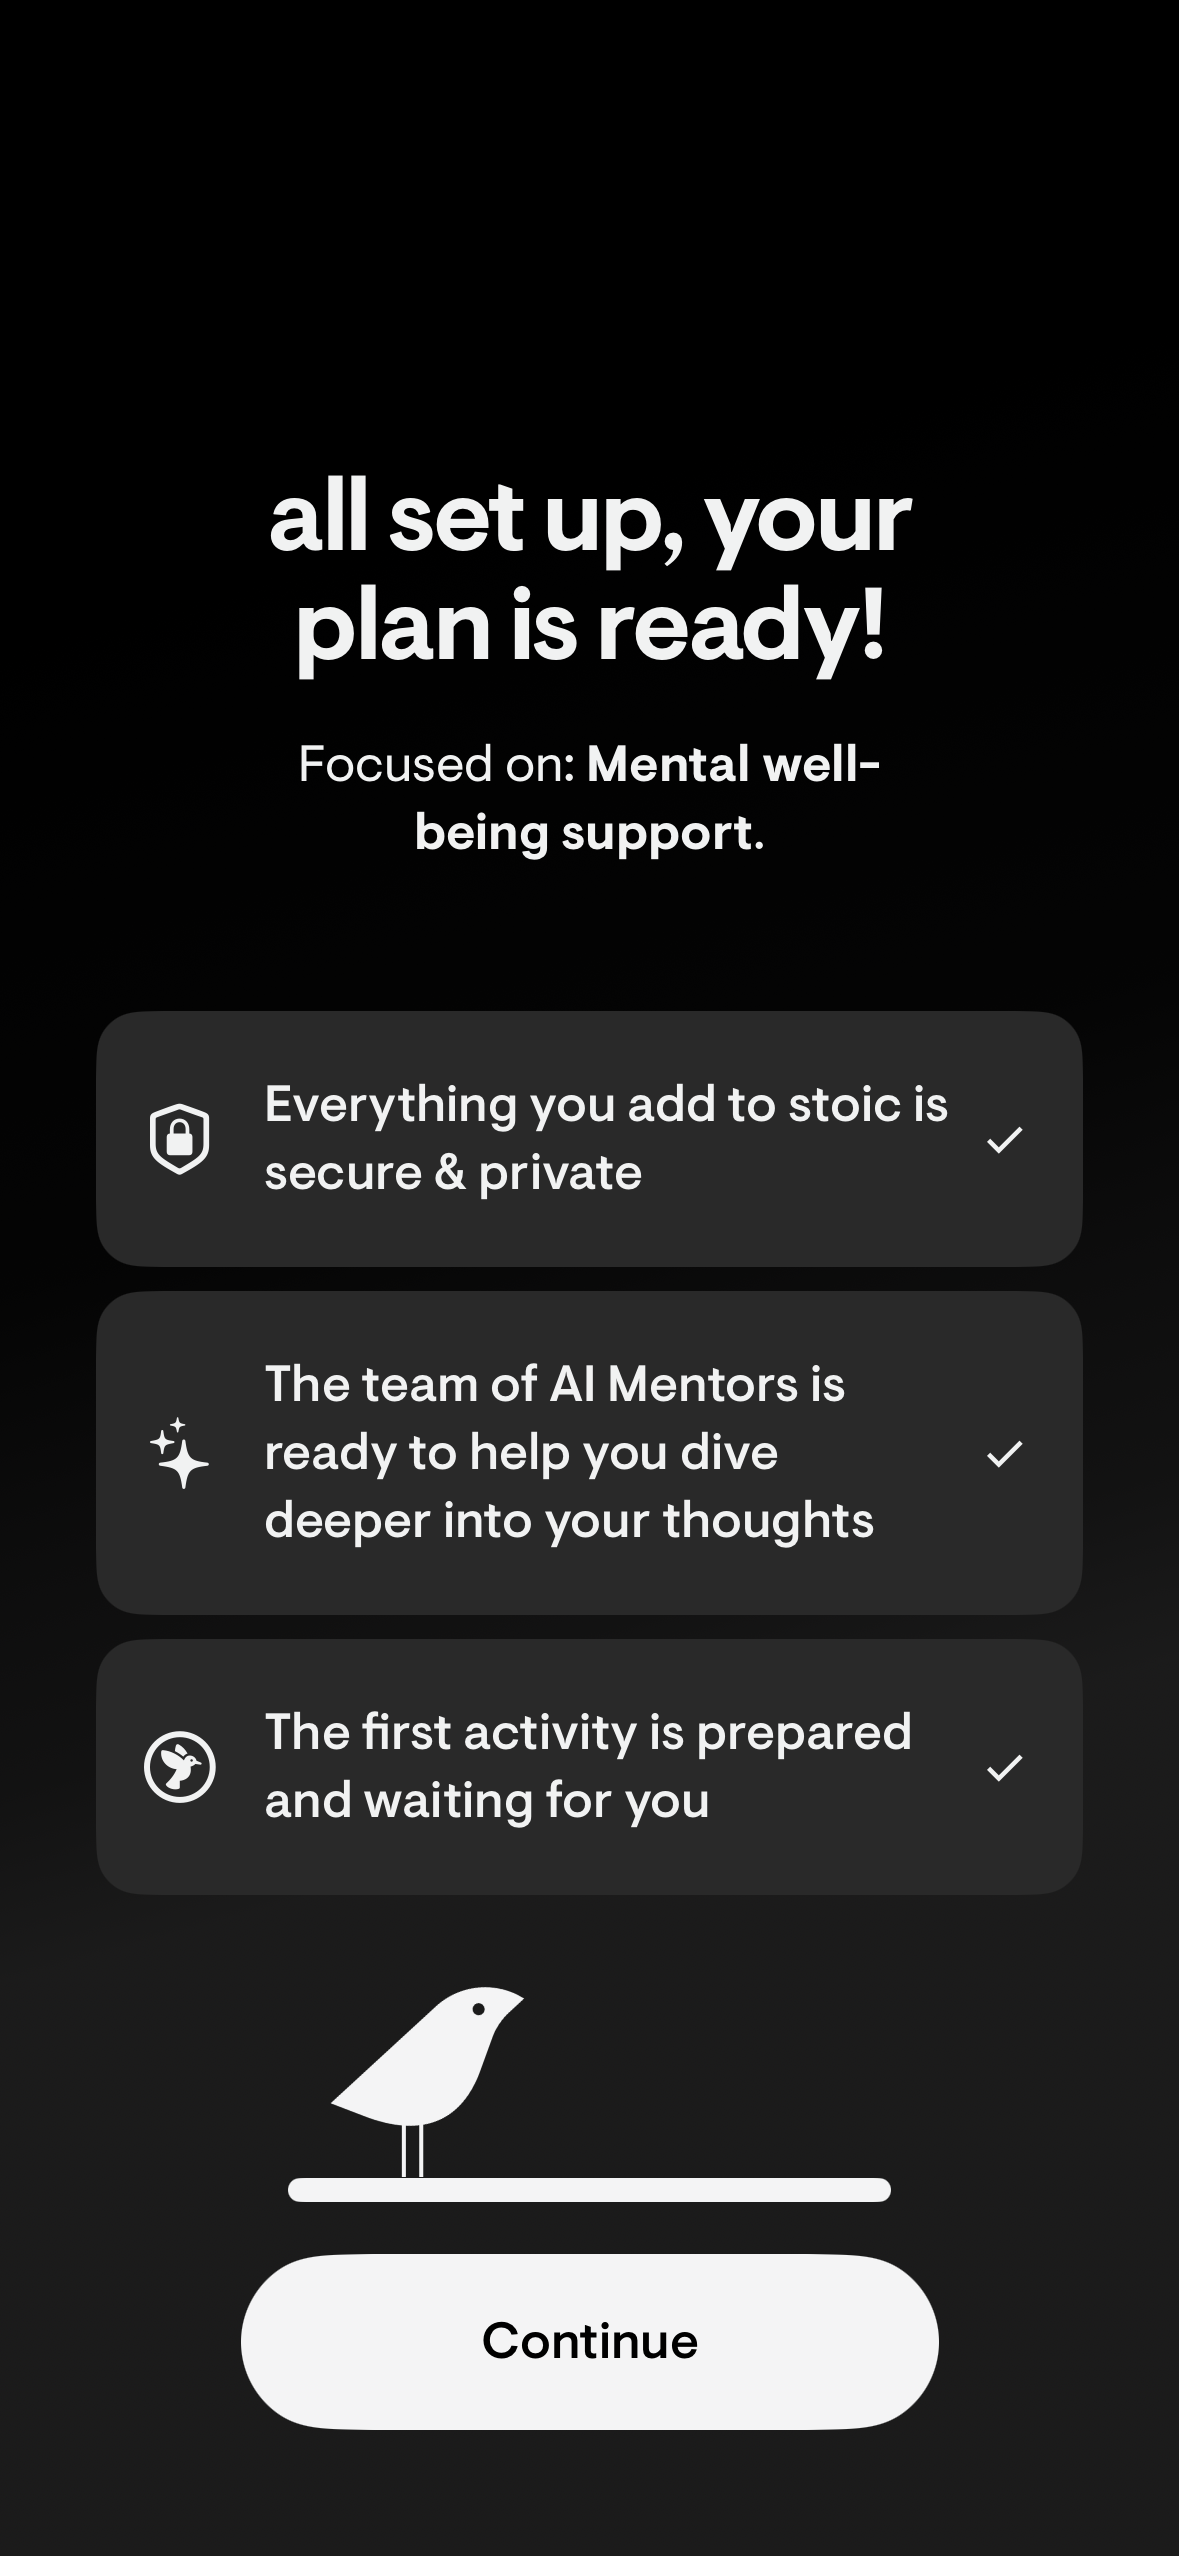 all set up, your
plan is ready!
Focused on: Mental well-
being support.
Everything you add to stoic is
secure & private
The team of AI Mentors is
ready to help you dive
deeper into your thoughts
The first activity is prepared
and waiting for you
Continue